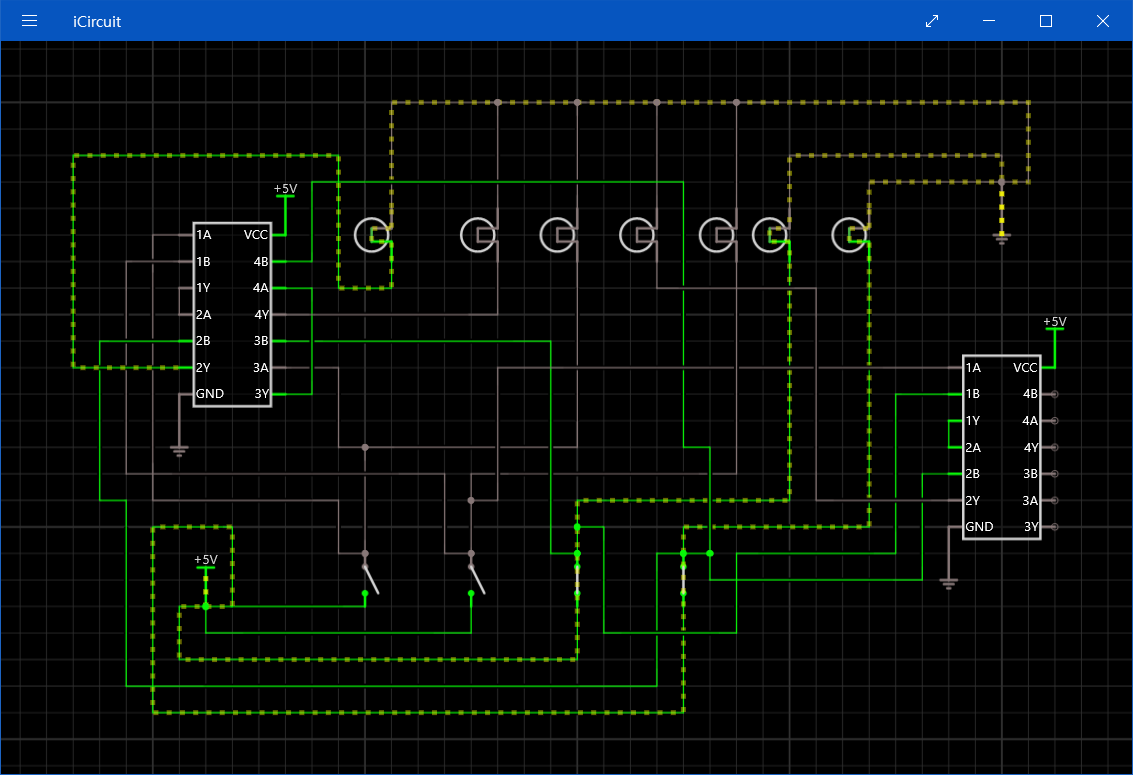 iCircuit
+5V
1A VCC
1B 4B
1Y 4A
2A 4Y
2B 3B
2Y 3A
GND 3Y
+5V
1A VCC
1B 4B
1Y 4A
2A 4Y
2B 3B
2Y 3A
GND 3Y
+5V